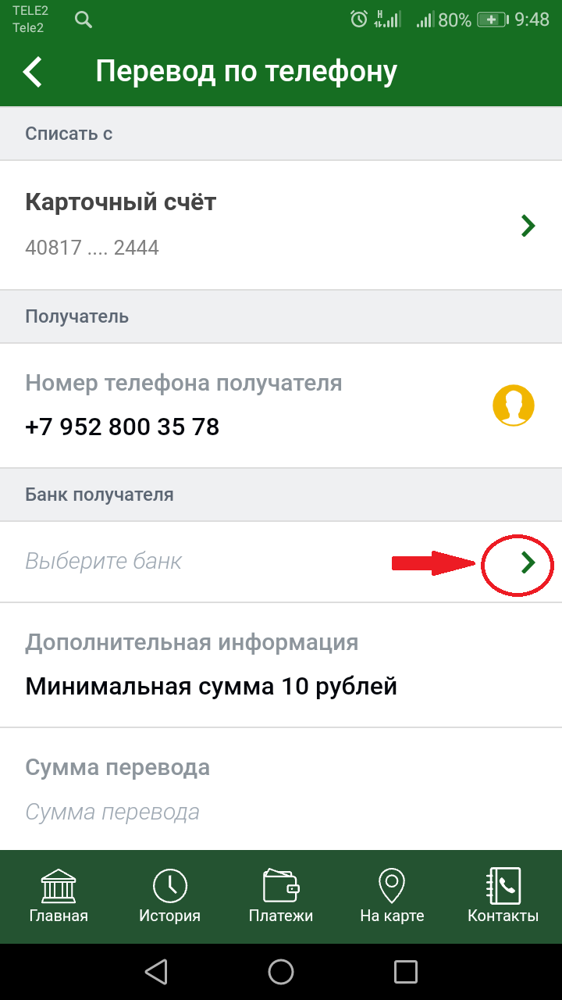 TELE2
Tele2
H
80%
9:48
Перевод по телефону
Списать с
Карточный счёт
40817 .... 2444
Получатель
Номер телефона получателя
+7 952 800 35 78
Банк получателя
Выберите банк
Дополнительная информация
Минимальная сумма 10 рублей
Сумма перевода
Сумма перевода
Главная
История
Платежи
На карте
Контакты